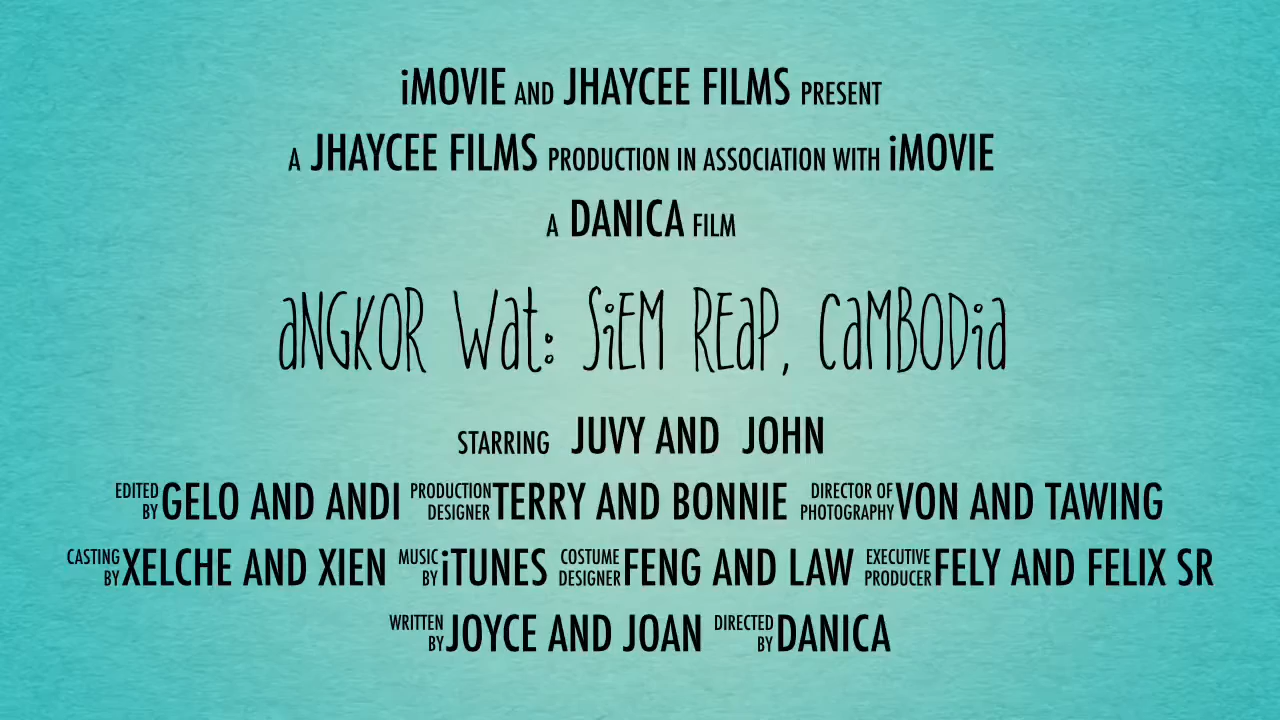 iMOVIE AND JHAYCEE FILMS PRESENT
A JHAYCEE FILMS PRODUCTION IN ASSOCIATION WITH iMOVIE
A DANICA FILM
aNGKOR Wat: SiEM REaP, CaMBODia
STARRING JUVY AND JOHN
EDITED BY GELO AND ANDI PRODUCTION DESIGNER TERRY AND BONNIE DIRECTOR OF PHOTOGRAPHY VON AND TAWING
CASTING BY XELCHE AND XIEN MUSIC BY iTUNES COSTUME DESIGNER FENG AND LAW EXECUTIVE PRODUCER FELY AND FELIX SR
WRITTEN BY JOYCE AND JOAN DIRECTED BY DANICA